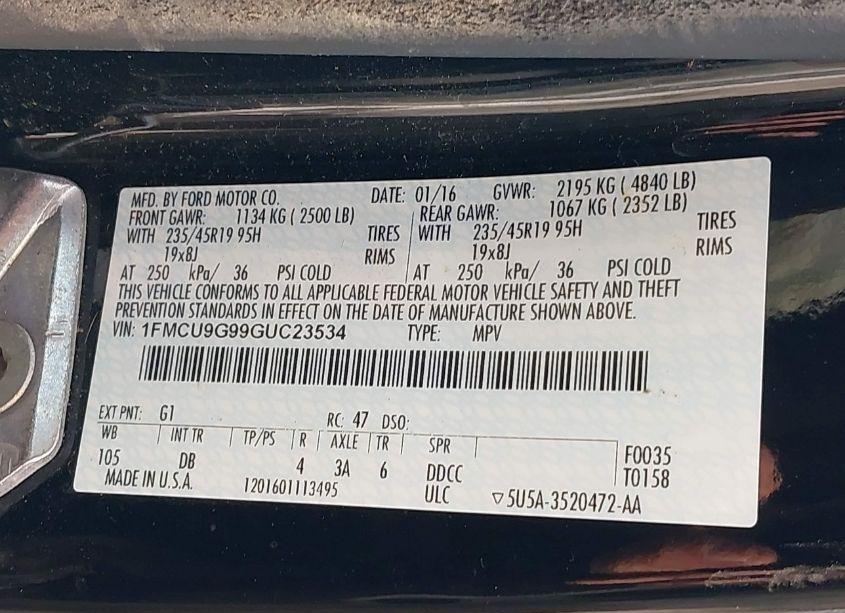 MFD. BY FORD MOTOR CO. DATE: 01/16 GVWR: 2195 KG ( 4840 LB)
FRONT GAWR: 1134 KG ( 2500 LB) REAR GAWR: 1067 KG ( 2352 LB)
WITH 235/45R19 95H TIRES WITH 235/45R19 95H TIRES
19x8J RIMS 19x8J RIMS
AT 250 kPa/ 36 PSI COLD AT 250 kPa/ 36 PSI COLD
THIS VEHICLE CONFORMS TO ALL APPLICABLE FEDERAL MOTOR VEHICLE SAFETY AND THEFT
PREVENTION STANDARDS IN EFFECT ON THE DATE OF MANUFACTURE SHOWN ABOVE.
VIN: 1FMCU9G99GUC23534 TYPE: MPV
EXT PNT: G1 RC: 47 DSO:
WB INT TR TP/PS R AXLE TR SPR F0035
105 DB 4 3A 6 DDCC T0158
MADE IN U.S.A. 1201601113495 ULC ▽5U5A-3520472-AA